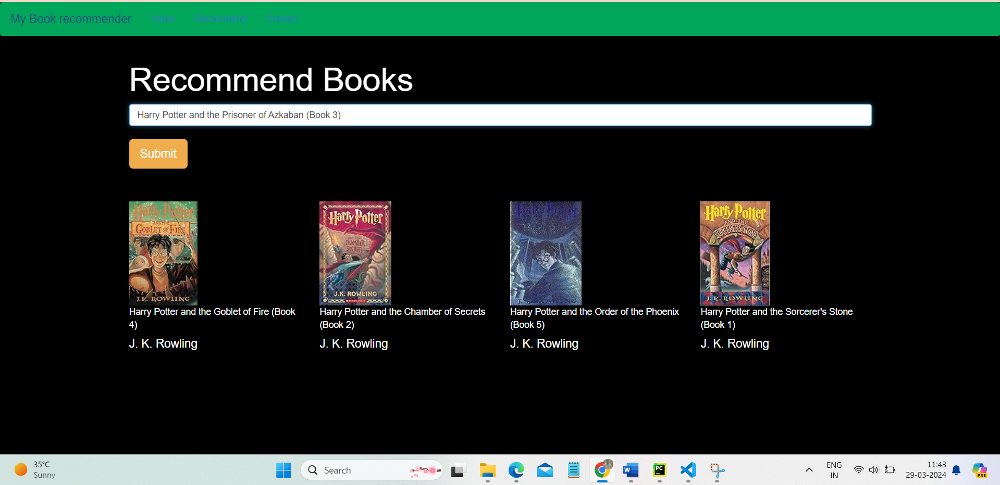 My Book recommender Home Recommend Contact
Recommend Books
Harry Potter and the Prisoner of Azkaban (Book 3)
Submit
Harry Potter
AND THE
GOBLET OF FIRE
J.K. ROWLING
Harry Potter and the Goblet of Fire (Book
4)
J. K. Rowling
Harry Potter
CHAMBER
SECRETS
J.K. ROWLING
SCHOLASTIC
Harry Potter and the Chamber of Secrets
(Book 2)
J. K. Rowling
Harry Potter
J. K. ROWLING
Harry Potter and the Order of the Phoenix
(Book 5)
J. K. Rowling
Harry Potter
AND THE
SORCERER'S STONE
J. K. ROWLING
Harry Potter and the Sorcerer's Stone
(Book 1)
J. K. Rowling
35°C
Sunny
Search
W
PC
ENG
IN
11:43
29-03-2024
PRE